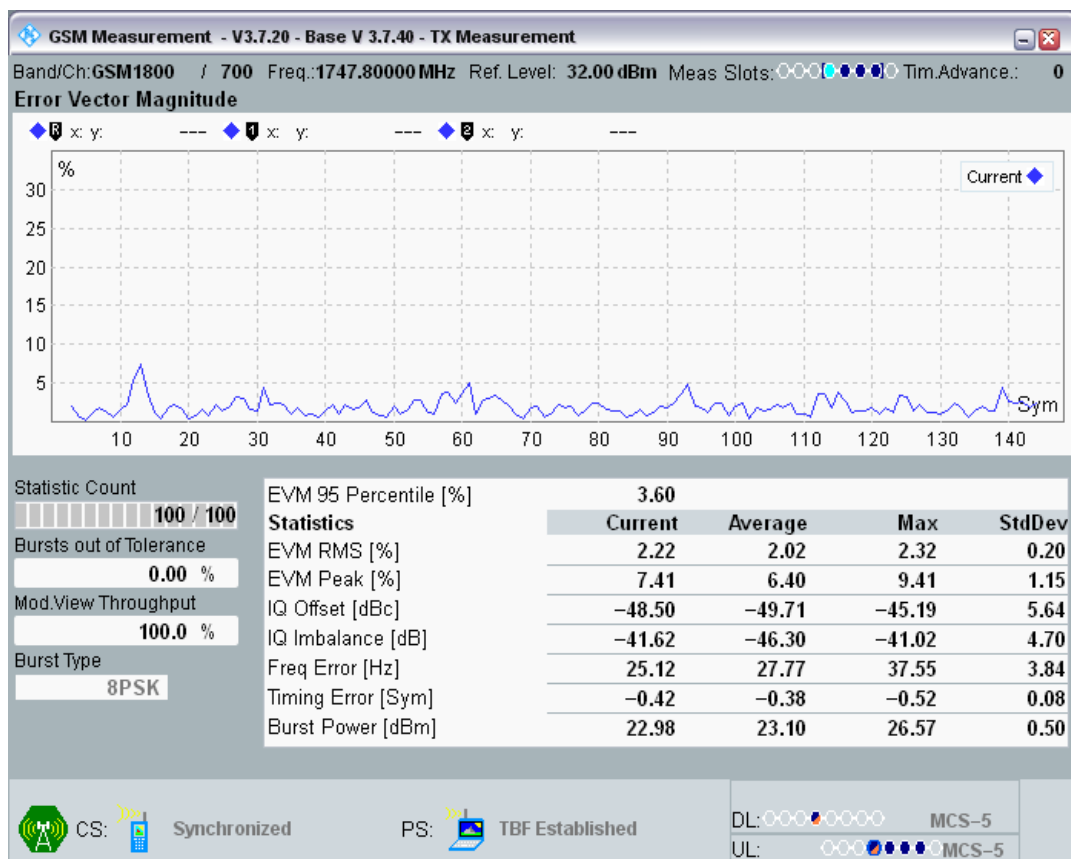 GSM Measurement - V3.7.20 - Base V 3.7.40 - TX Measurement
Band/Ch:GSM1800 / 700 Freq.:1747.80000 MHz Ref. Level: 32.00 dBm Meas Slots: Tim.Advance.: 0
Error Vector Magnitude
R x: y: --- 1 x: y: --- 2 x: y: ---
%
Current
30
25
20
15
10
5
Sym
10 20 30 40 50 60 70 80 90 100 110 120 130 140
Statistic Count
100 / 100
Bursts out of Tolerance
0.00 %
Mod.View Throughput
100.0 %
Burst Type
8PSK
EVM 95 Percentile [%] 3.60
Statistics Current Average Max StdDev
EVM RMS [%] 2.22 2.02 2.32 0.20
EVM Peak [%] 7.41 6.40 9.41 1.15
IQ Offset [dBc] −48.50 −49.71 −45.19 5.64
IQ Imbalance [dB] −41.62 −46.30 −41.02 4.70
Freq Error [Hz] 25.12 27.77 37.55 3.84
Timing Error [Sym] −0.42 −0.38 −0.52 0.08
Burst Power [dBm] 22.98 23.10 26.57 0.50
CS: Synchronized PS: TBF Established
DL: MCS−5
UL: MCS−5